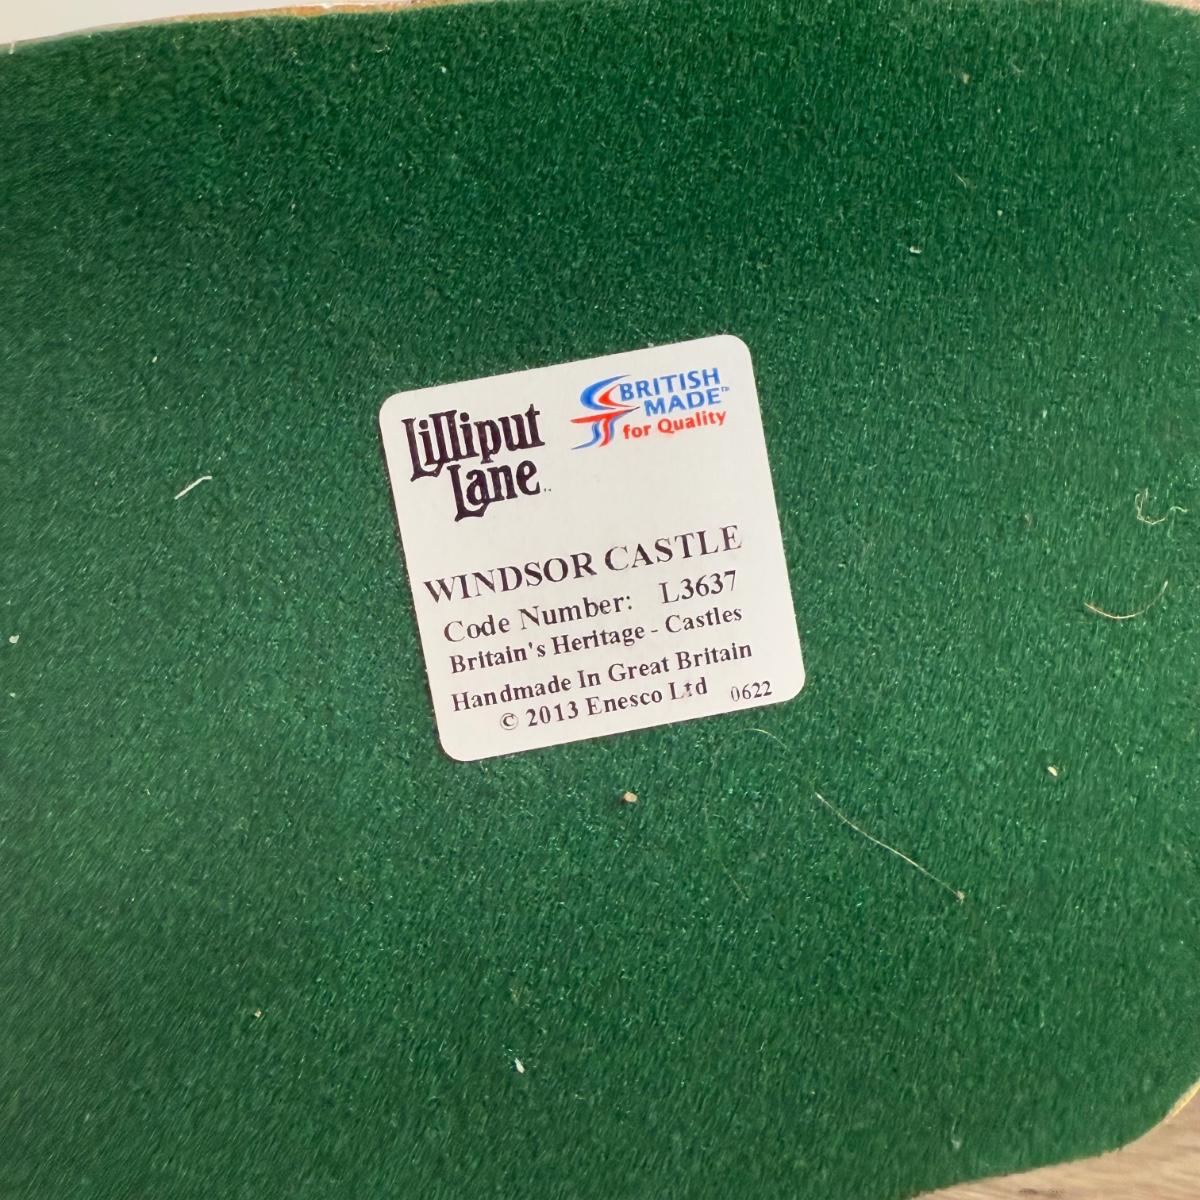 Lilliput
Lane
BRITISH
MADE™
for Quality
WINDSOR CASTLE
Code Number: L3637
Britain's Heritage - Castles
Handmade In Great Britain
© 2013 Enesco Ltd 0622